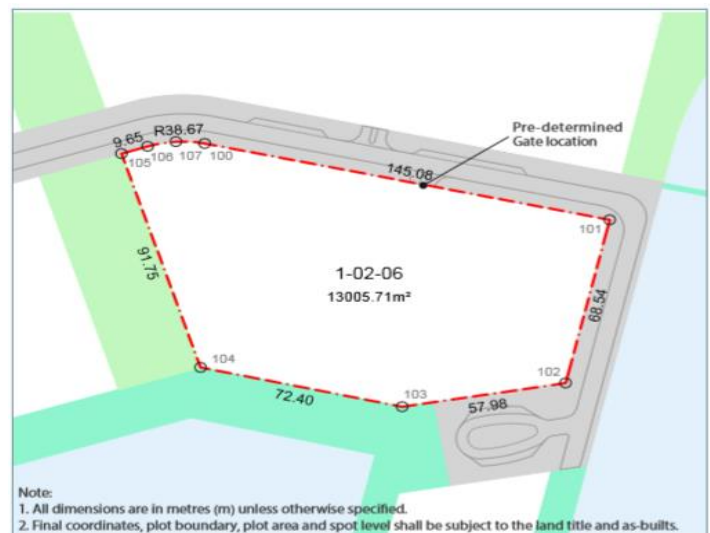 Pre-determined
Gate location
R38.67
9.65
105 106 107 100
145.08
101
91.75
1-02-06
13005.71m²
68.54
104
102
103
72.40
57.98
Note:
1. All dimensions are in metres (m) unless otherwise specified.
2. Final coordinates, plot boundary, plot area and spot level shall be subject to the land title and as-builts.